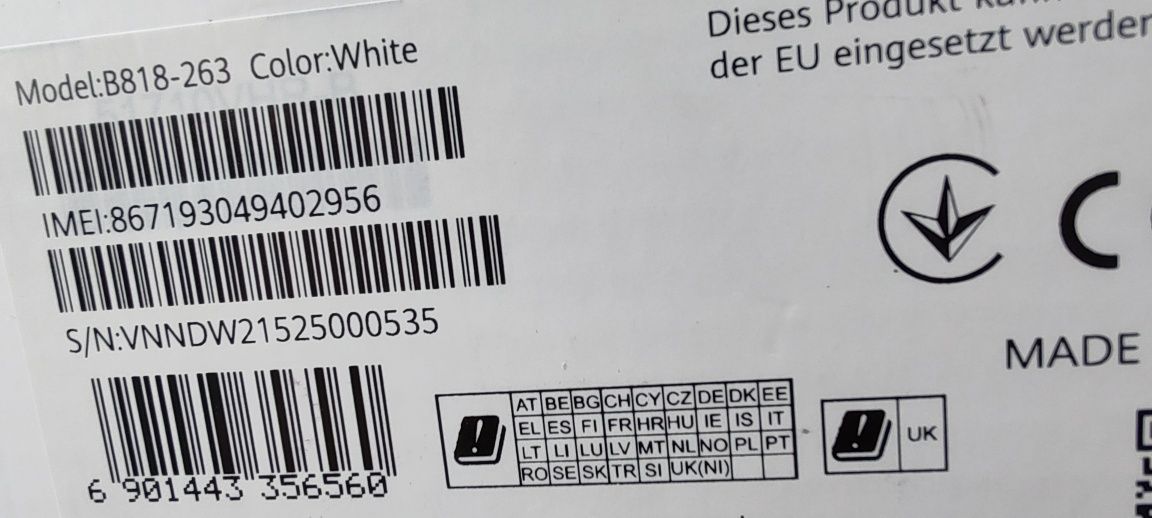 Model:B818-263 Color:White
IMEI:867193049402956
S/N:VNNDW21525000535
6 901443 356560
Dieses Produkt
der EU eingesetzt werden
MADE
AT BE BG CH CY CZ DE DK EE
EL ES FI FR HR HU IE IS IT
LT LI LU LV MT NL NO PL PT
RO SE SK TR SI UK(NI)
UK